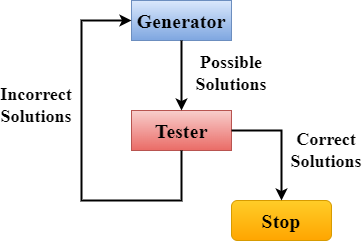 Generator
Possible
Solutions
Incorrect
Solutions
Tester
Correct
Solutions
Stop